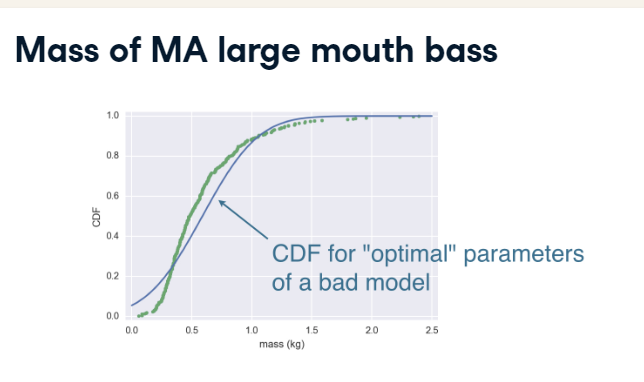 Mass of MA large mouth bass
1.0
0.8
0.6
0.4
0.2
0.0
CDF
CDF for "optimal" parameters
of a bad model
0.0 0.5 1.0 1.5 2.0 2.5
mass (kg)